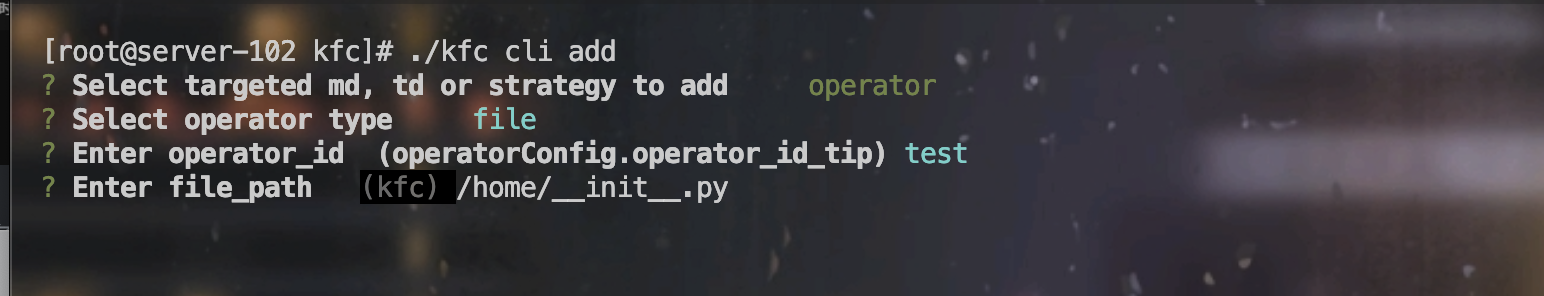 [root@server-102 kfc]# ./kfc cli add
? Select targeted md, td or strategy to add operator
? Select operator type file
? Enter operator_id (operatorConfig.operator_id_tip) test
? Enter file_path (kfc) /home/__init__.py